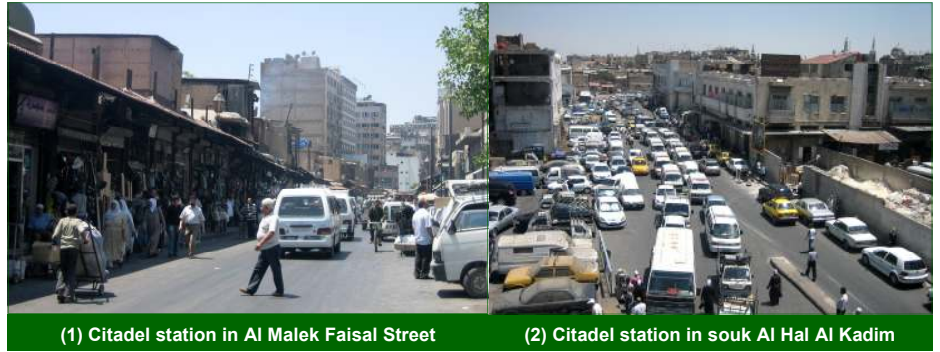 (1) Citadel station in Al Malek Faisal Street
(2) Citadel station in souk Al Hal Al Kadim